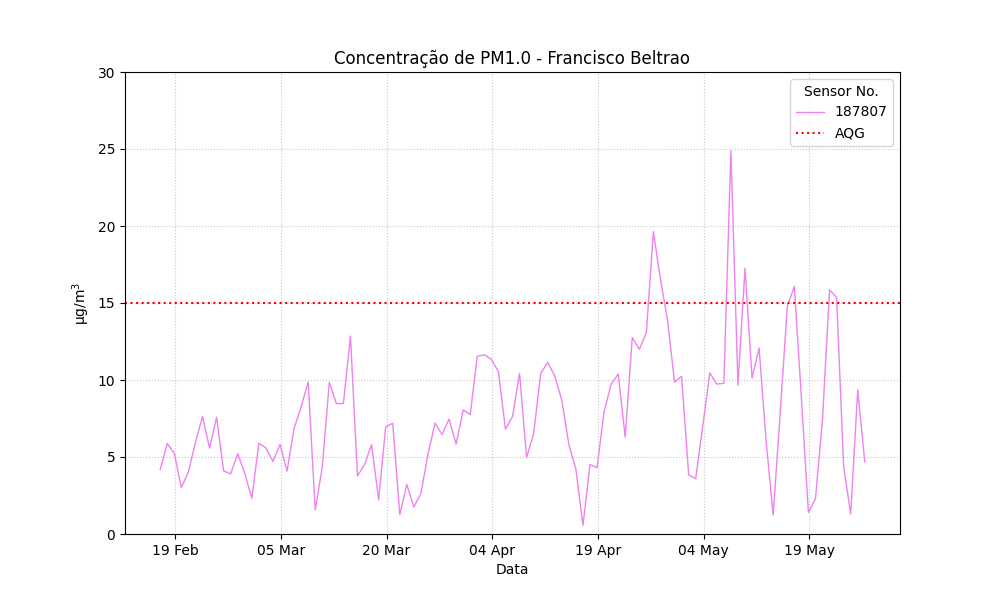 Concentração de PM1.0 - Francisco Beltrao
Sensor No.
187807
AQG
30
25
20
15
10
5
0
µg/m³
19 Feb
05 Mar
20 Mar
04 Apr
19 Apr
04 May
19 May
Data